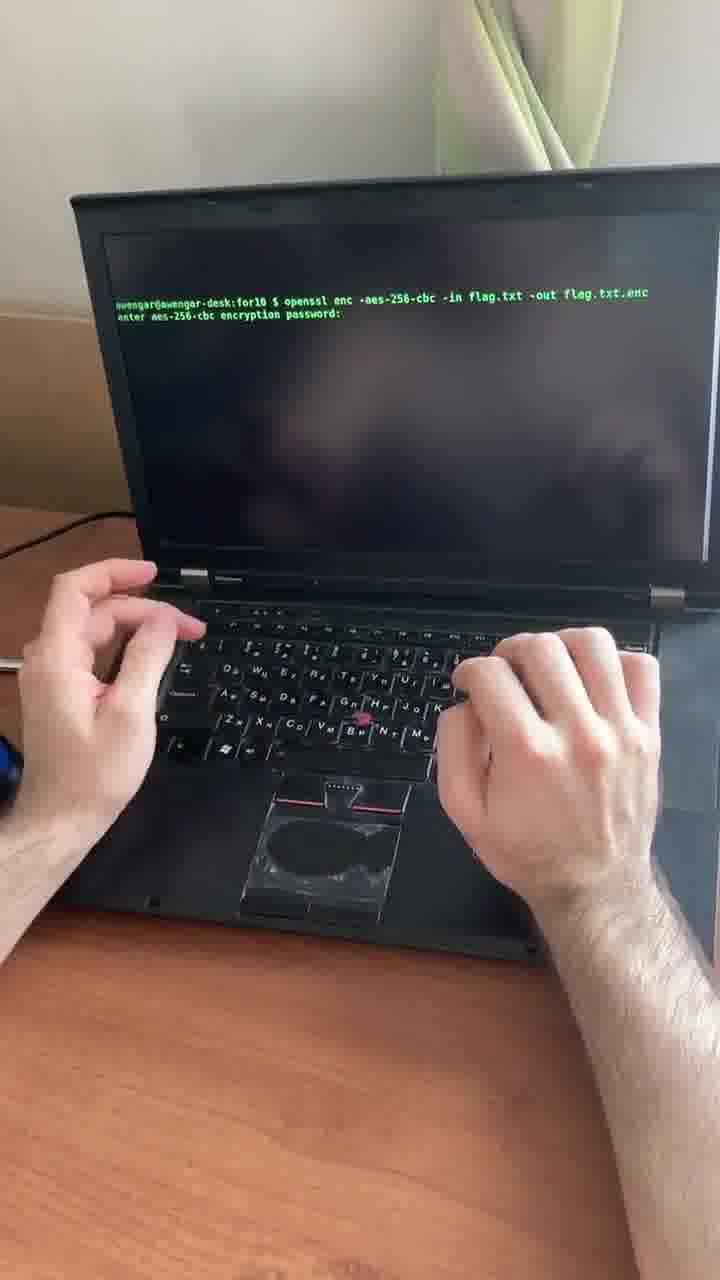 awengar@awengar-desk:for10 $ openssl enc -aes-256-cbc -in flag.txt -out flag.txt.enc
enter aes-256-cbc encryption password:
Q W E R T Y U
A S D F G H J K
Z X C V B N M